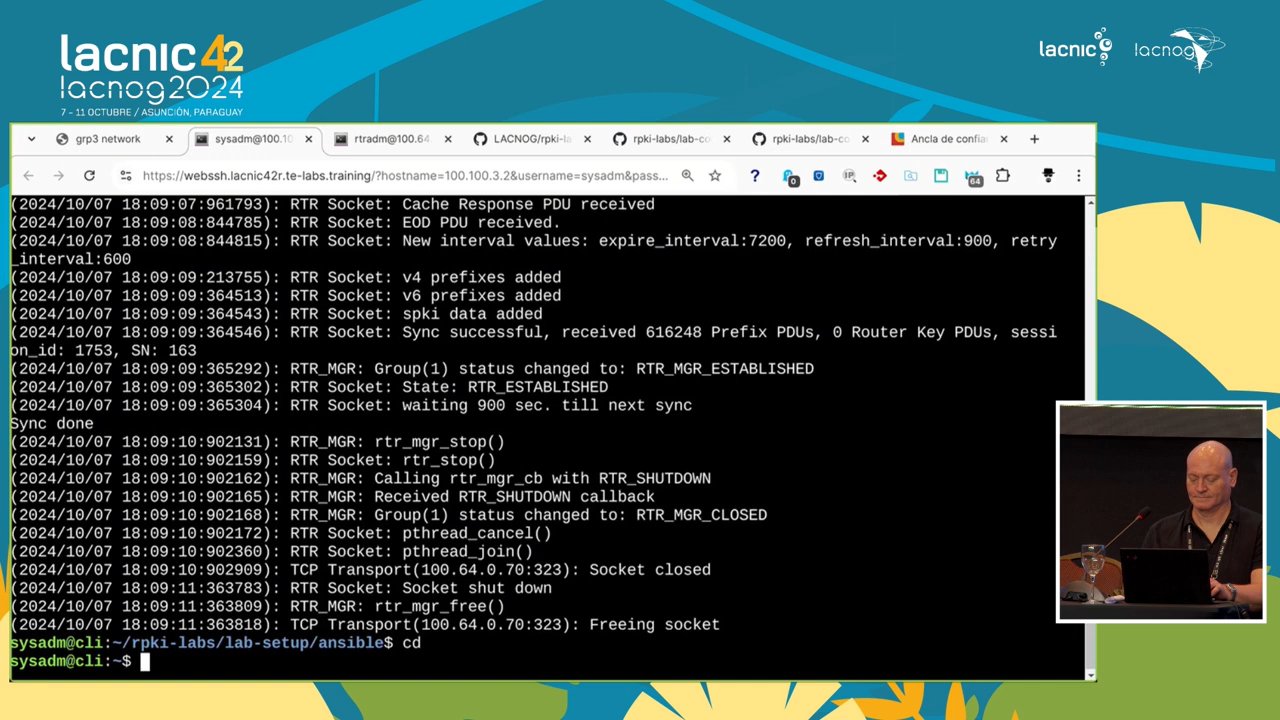 lacnic 42
lacnog2024
7 – 11 OCTUBRE / ASUNCIÓN, PARAGUAY
lacnic
lacnog
grp3 network
sysadm@100.10
rtradm@100.64.
LACNOG/rpki-la
rpki-labs/lab-co
rpki-labs/lab-co
Ancla de confia
https://webssh.lacnic42r.te-labs.training/?hostname=100.100.3.2&username=sysadm&pass...
?
0
IP
64
(2024/10/07 18:09:07:961793): RTR Socket: Cache Response PDU received
(2024/10/07 18:09:08:844785): RTR Socket: EOD PDU received.
(2024/10/07 18:09:08:844815): RTR Socket: New interval values: expire_interval:7200, refresh_interval:900, retry
_interval:600
(2024/10/07 18:09:09:213755): RTR Socket: v4 prefixes added
(2024/10/07 18:09:09:364513): RTR Socket: v6 prefixes added
(2024/10/07 18:09:09:364543): RTR Socket: spki data added
(2024/10/07 18:09:09:364546): RTR Socket: Sync successful, received 616248 Prefix PDUs, 0 Router Key PDUs, sessi
on_id: 1753, SN: 163
(2024/10/07 18:09:09:365292): RTR_MGR: Group(1) status changed to: RTR_MGR_ESTABLISHED
(2024/10/07 18:09:09:365302): RTR Socket: State: RTR_ESTABLISHED
(2024/10/07 18:09:09:365304): RTR Socket: waiting 900 sec. till next sync
Sync done
(2024/10/07 18:09:10:902131): RTR_MGR: rtr_mgr_stop()
(2024/10/07 18:09:10:902159): RTR Socket: rtr_stop()
(2024/10/07 18:09:10:902162): RTR_MGR: Calling rtr_mgr_cb with RTR_SHUTDOWN
(2024/10/07 18:09:10:902165): RTR_MGR: Received RTR_SHUTDOWN callback
(2024/10/07 18:09:10:902168): RTR_MGR: Group(1) status changed to: RTR_MGR_CLOSED
(2024/10/07 18:09:10:902172): RTR Socket: pthread_cancel()
(2024/10/07 18:09:10:902360): RTR Socket: pthread_join()
(2024/10/07 18:09:10:902909): TCP Transport(100.64.0.70:323): Socket closed
(2024/10/07 18:09:11:363783): RTR Socket: Socket shut down
(2024/10/07 18:09:11:363809): RTR_MGR: rtr_mgr_free()
(2024/10/07 18:09:11:363818): TCP Transport(100.64.0.70:323): Freeing socket
sysadm@cli:~/rpki-labs/lab-setup/ansible$ cd
sysadm@cli:~$